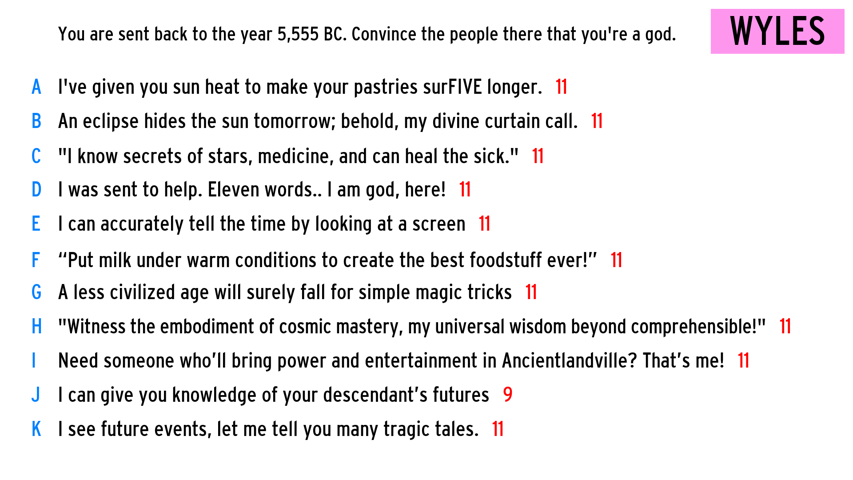 You are sent back to the year 5,555 BC. Convince the people there that you're a god.
WYLES
A I've given you sun heat to make your pastries surFIVE longer. 11
B An eclipse hides the sun tomorrow; behold, my divine curtain call. 11
C "I know secrets of stars, medicine, and can heal the sick." 11
D I was sent to help. Eleven words.. I am god, here! 11
E I can accurately tell the time by looking at a screen 11
F “Put milk under warm conditions to create the best foodstuff ever!” 11
G A less civilized age will surely fall for simple magic tricks 11
H "Witness the embodiment of cosmic mastery, my universal wisdom beyond comprehensible!" 11
I Need someone who’ll bring power and entertainment in Ancientlandville? That’s me! 11
J I can give you knowledge of your descendant’s futures 9
K I see future events, let me tell you many tragic tales. 11